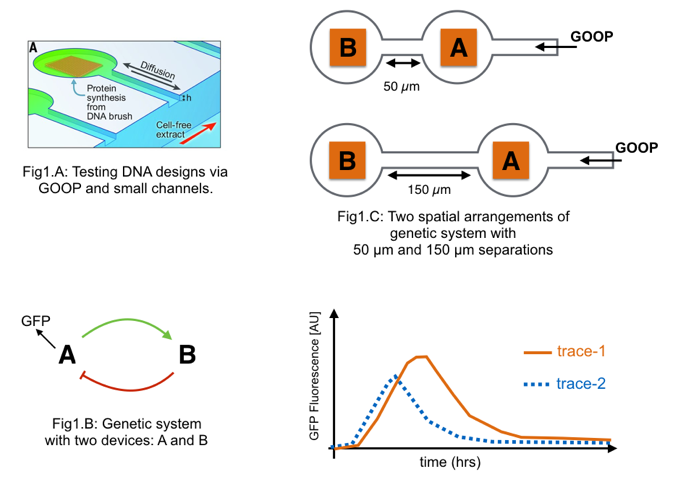 A
Diffusion
h
Protein
synthesis
from
DNA brush
Cell-free
extract
Fig1.A: Testing DNA designs via
GOOP and small channels.
B
A
GOOP
50 µm
B
A
GOOP
150 µm
Fig1.C: Two spatial arrangements of
genetic system with
50 µm and 150 µm separations
GFP
A
B
Fig1.B: Genetic system
with two devices: A and B
GFP Fluorescence [AU]
trace-1
trace-2
time (hrs)